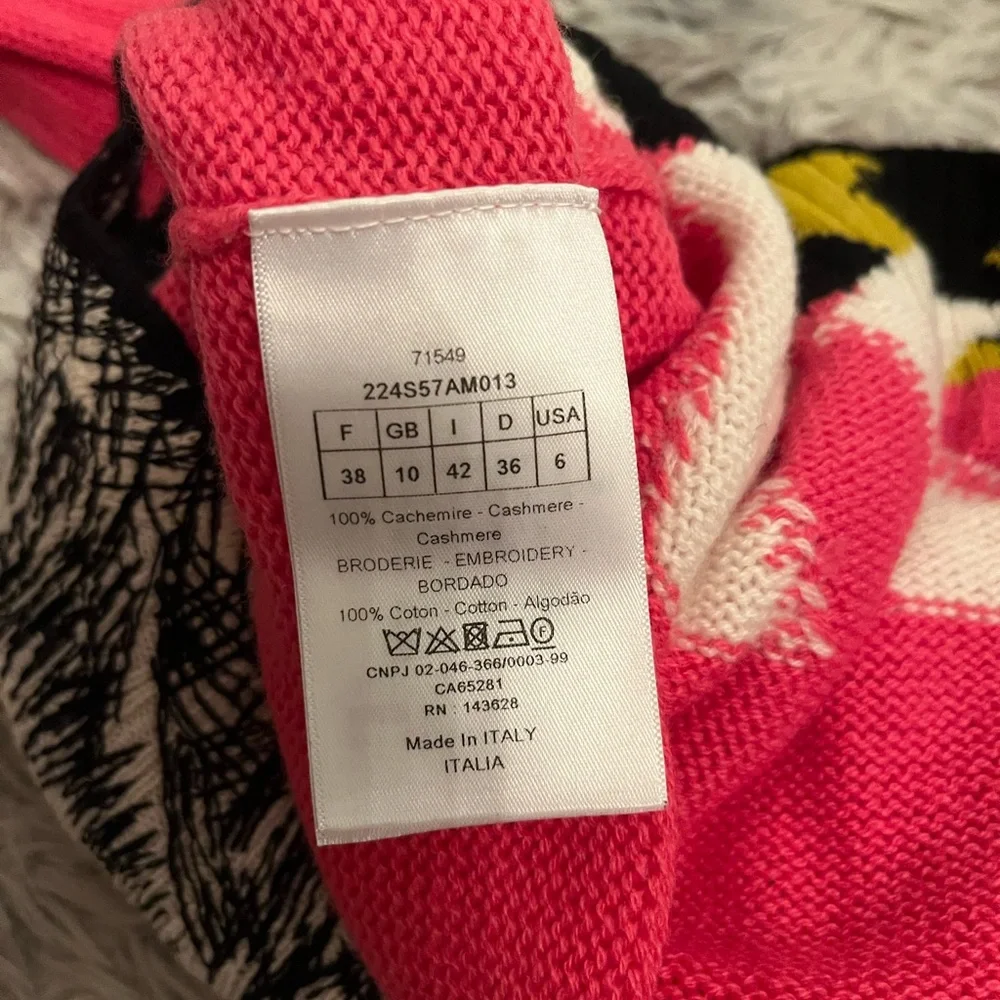 71549
224S57AM013
F GB I D USA
38 10 42 36 6
100% Cachemire - Cashmere -
Cashmere
BRODERIE - EMBROIDERY -
BORDADO
100% Coton - Cotton - Algodão
F
CNPJ 02-046-366/0003-99
CA65281
RN : 143628
Made In ITALY
ITALIA